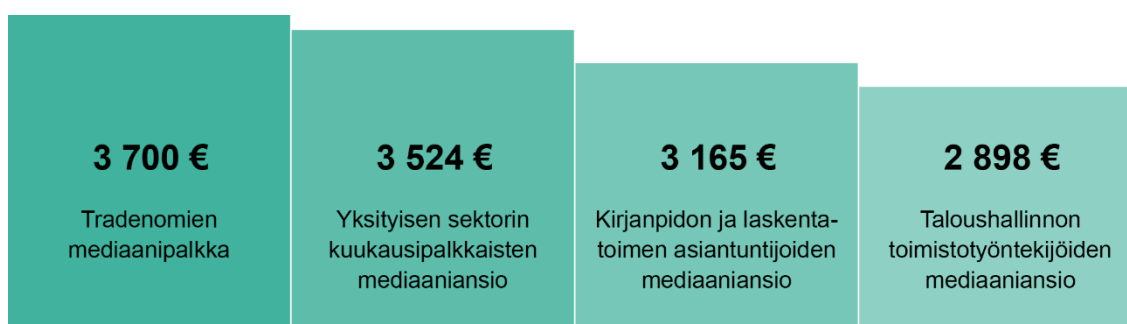 3 700 €
Tradenomien
mediaanipalkka
3 524 €
Yksityisen sektorin
kuukausipalkkaisten
mediaaniansio
3 165 €
Kirjanpidon ja laskenta-
toimen asiantuntijoiden
mediaaniansio
2 898 €
Taloushallinnon
toimistotyöntekijöiden
mediaaniansio